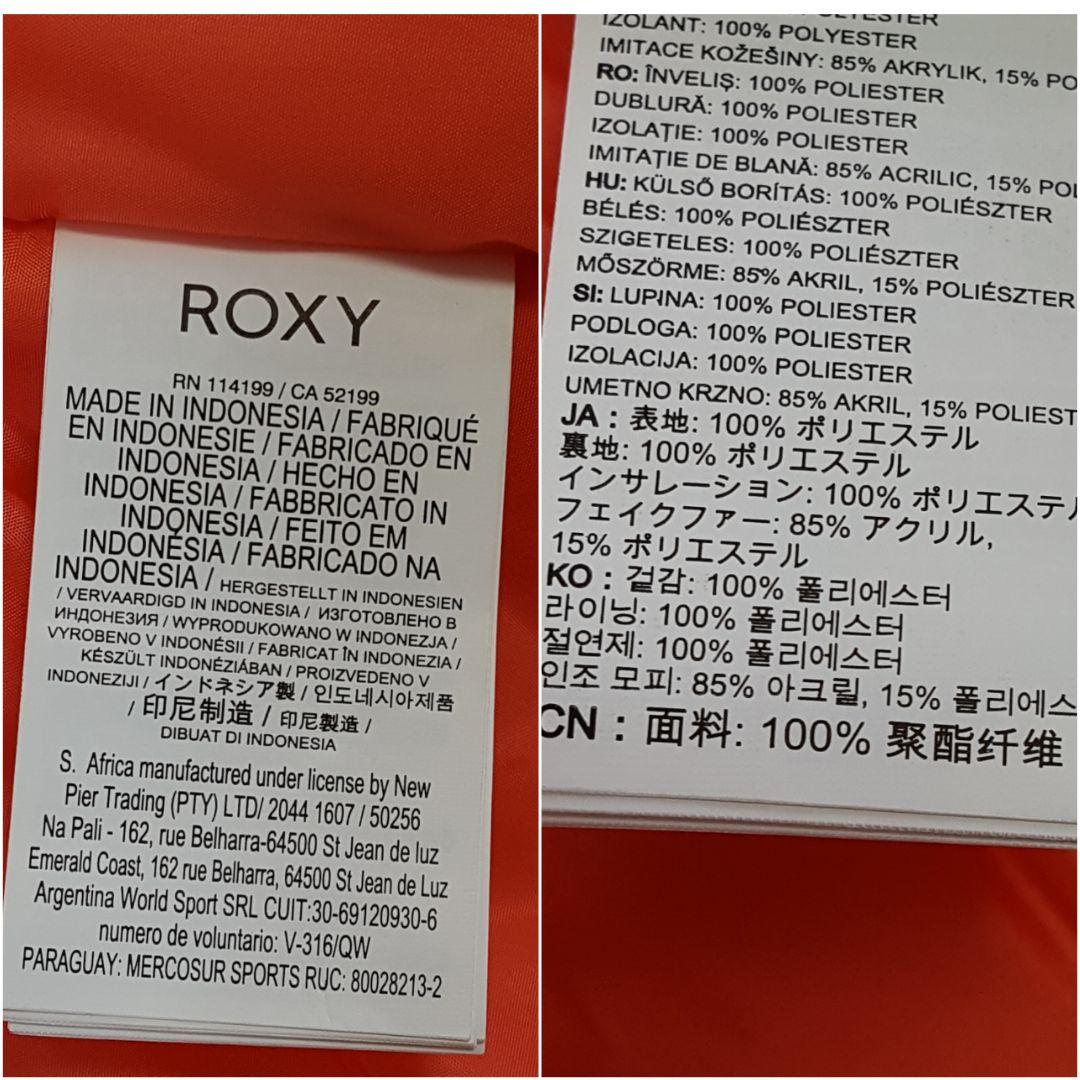 ROXY
RN 114199 / CA 52199
MADE IN INDONESIA / FABRIQUÉ
EN INDONESIE / FABRICADO EN
INDONESIA / HECHO EN
INDONESIA / FABBRICATO IN
INDONESIA / FEITO EM
INDONÉSIA / FABRICADO NA
INDONESIA / HERGESTELLT IN INDONESIEN
/ VERVAARDIGD IN INDONESIA / ИЗГОТОВЛЕНО В
ИНДОНЕЗИЯ / WYPRODUKOWANO W INDONEZJA /
VYROBENO V INDONÉSII / FABRICAT ÎN INDONEZIA /
KÉSZÜLT INDONÉZIÁBAN / PROIZVEDENO V
INDONEZIJI / インドネシア製 / 인도네시아제품
/ 印尼制造 / 印尼製造 /
DIBUAT DI INDONESIA
S. Africa manufactured under license by New
Pier Trading (PTY) LTD/ 2044 1607 / 50256
Na Pali - 162, rue Belharra-64500 St Jean de luz
Emerald Coast, 162 rue Belharra, 64500 St Jean de Luz
Argentina World Sport SRL CUIT:30-69120930-6
numero de voluntario: V-316/QW
PARAGUAY: MERCOSUR SPORTS RUC: 80028213-2
IZOLANT: 100% POLYESTER
IMITACE KOŽEŠINY: 85% AKRYLIK, 15% PO
RO: ÎNVELIȘ: 100% POLIESTER
DUBLURĂ: 100% POLIESTER
IZOLAȚIE: 100% POLIESTER
IMITAȚIE DE BLANĂ: 85% ACRILIC, 15% POL
HU: KÜLSŐ BORÍTÁS: 100% POLIÉSZTER
BÉLÉS: 100% POLIÉSZTER
SZIGETELES: 100% POLIÉSZTER
MŐSZÖRME: 85% AKRIL, 15% POLIÉSZTER
SI: LUPINA: 100% POLIESTER
PODLOGA: 100% POLIESTER
IZOLACIJA: 100% POLIESTER
UMETNO KRZNO: 85% AKRIL, 15% POLIEST
JA : 表地: 100% ポリエステル
裏地: 100% ポリエステル
インサレーション: 100% ポリエステル
フェイクファー: 85% アクリル,
15% ポリエステル
KO : 겉감: 100% 폴리에스터
라이닝: 100% 폴리에스터
절연제: 100% 폴리에스터
인조 모피: 85% 아크릴, 15% 폴리에스
CN : 面料: 100% 聚酯纤维